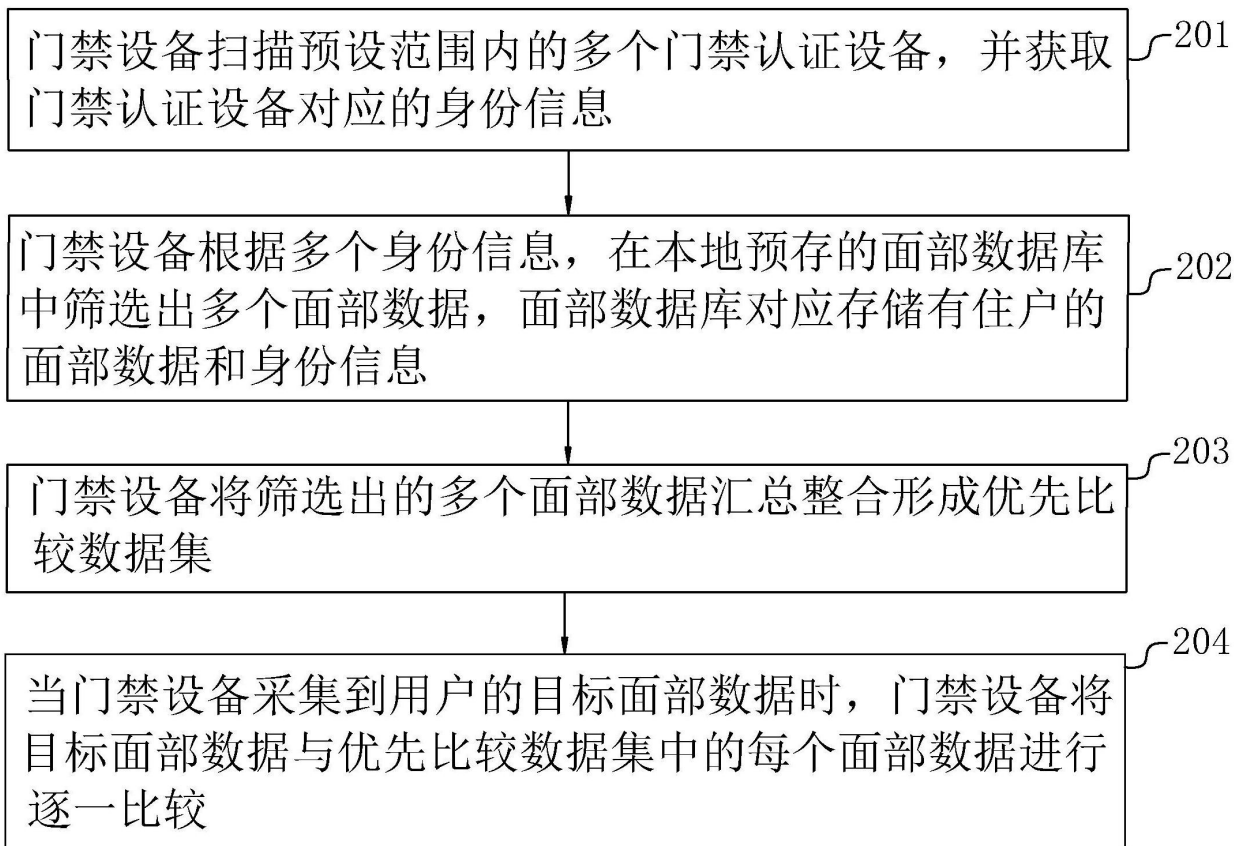 门禁设备扫描预设范围内的多个门禁认证设备，并获取
门禁认证设备对应的身份信息
201
门禁设备根据多个身份信息，在本地预存的面部数据库
中筛选出多个面部数据，面部数据库对应存储有住户的
面部数据和身份信息
202
门禁设备将筛选出的多个面部数据汇总整合形成优先比
较数据集
203
当门禁设备采集到用户的目标面部数据时，门禁设备将
目标面部数据与优先比较数据集中的每个面部数据进行
逐一比较
204